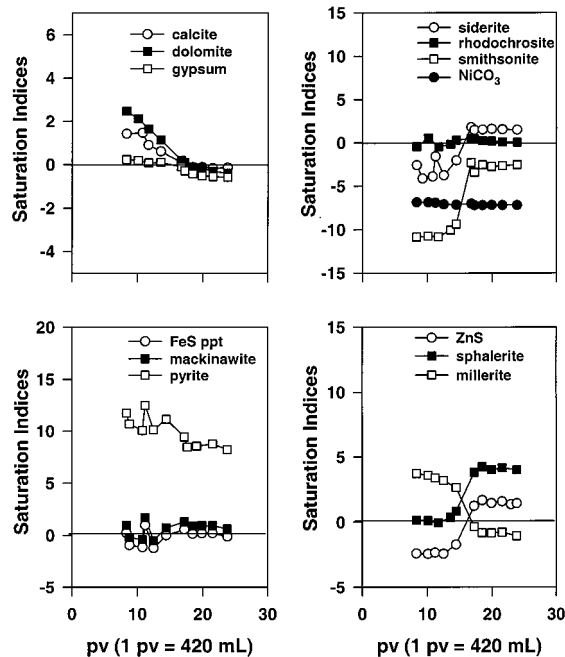 calcite
dolomite
gypsum
6
4
2
0
-2
-4
Saturation Indices
siderite
rhodochrosite
smithsonite
NiCO3
15
10
5
0
-5
-10
-15
Saturation Indices
FeS ppt
mackinawite
pyrite
20
15
10
5
0
-5
Saturation Indices
0
10
20
30
pv (1 pv = 420 mL)
ZnS
sphalerite
millerite
15
10
5
0
-5
Saturation Indices
0
10
20
30
pv (1 pv = 420 mL)